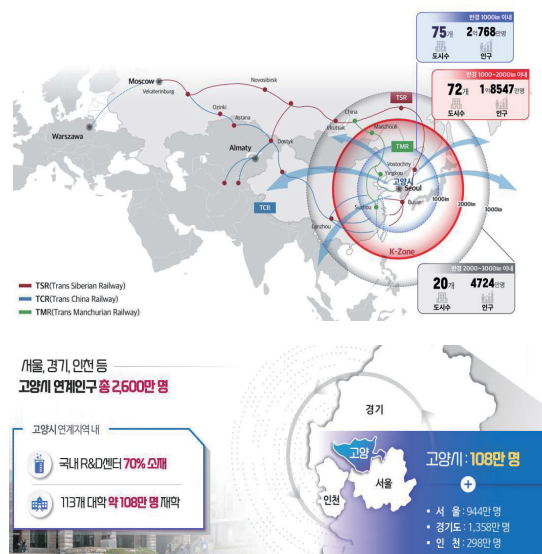 반경 1000㎞ 이내
75개 2억768만명
도시수 인구
반경 1000~2000㎞ 이내
72개 1억8547만명
도시수 인구
Moscow
Vekaterinburg
Novosibirsk
Ozinki
Astana
Warszawa
Almaty
Dostyk
Irkutsuk
China
Manzhouli
TSR
TMR
Vostochny
Yingkou
고양시
Seoul
Busan
Suzhou
Lanzhou
TCR
1000㎞
2000㎞
3000㎞
K-Zone
반경 2000~3000㎞ 이내
20개 4724만명
도시수 인구
TSR(Trans Siberian Railway)
TCR(Trans China Railway)
TMR(Trans Manchurian Railway)
서울, 경기, 인천 등
고양시 연계인구 총 2,600만 명
고양시 연계지역 내
국내 R&D센터 70% 소재
113개 대학 약 108만 명 재학
경기
고양
서울
인천
고양시 : 108만 명
+
• 서 울 : 944만 명
• 경기도 : 1,358만 명
• 인 천 : 298만 명